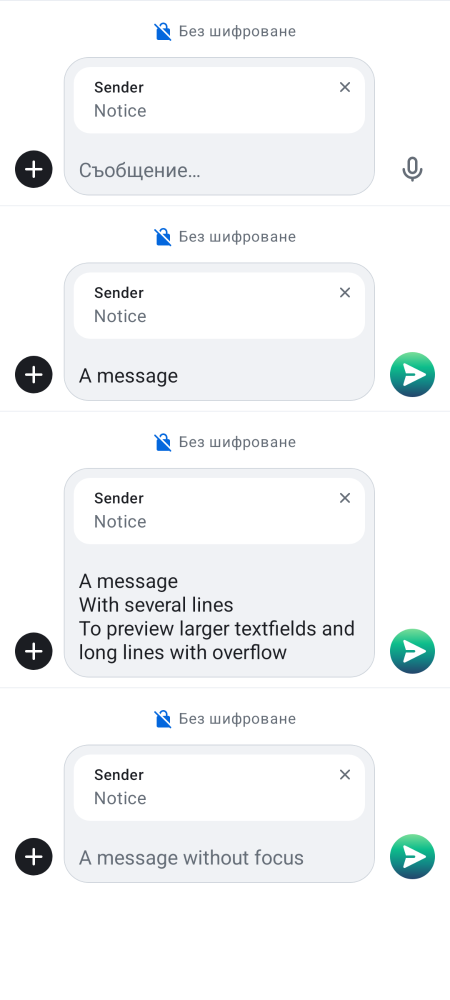 Без шифроване
Sender
Notice
Съобщение…
Без шифроване
Sender
Notice
A message
Без шифроване
Sender
Notice
A message
With several lines
To preview larger textfields and
long lines with overflow
Без шифроване
Sender
Notice
A message without focus